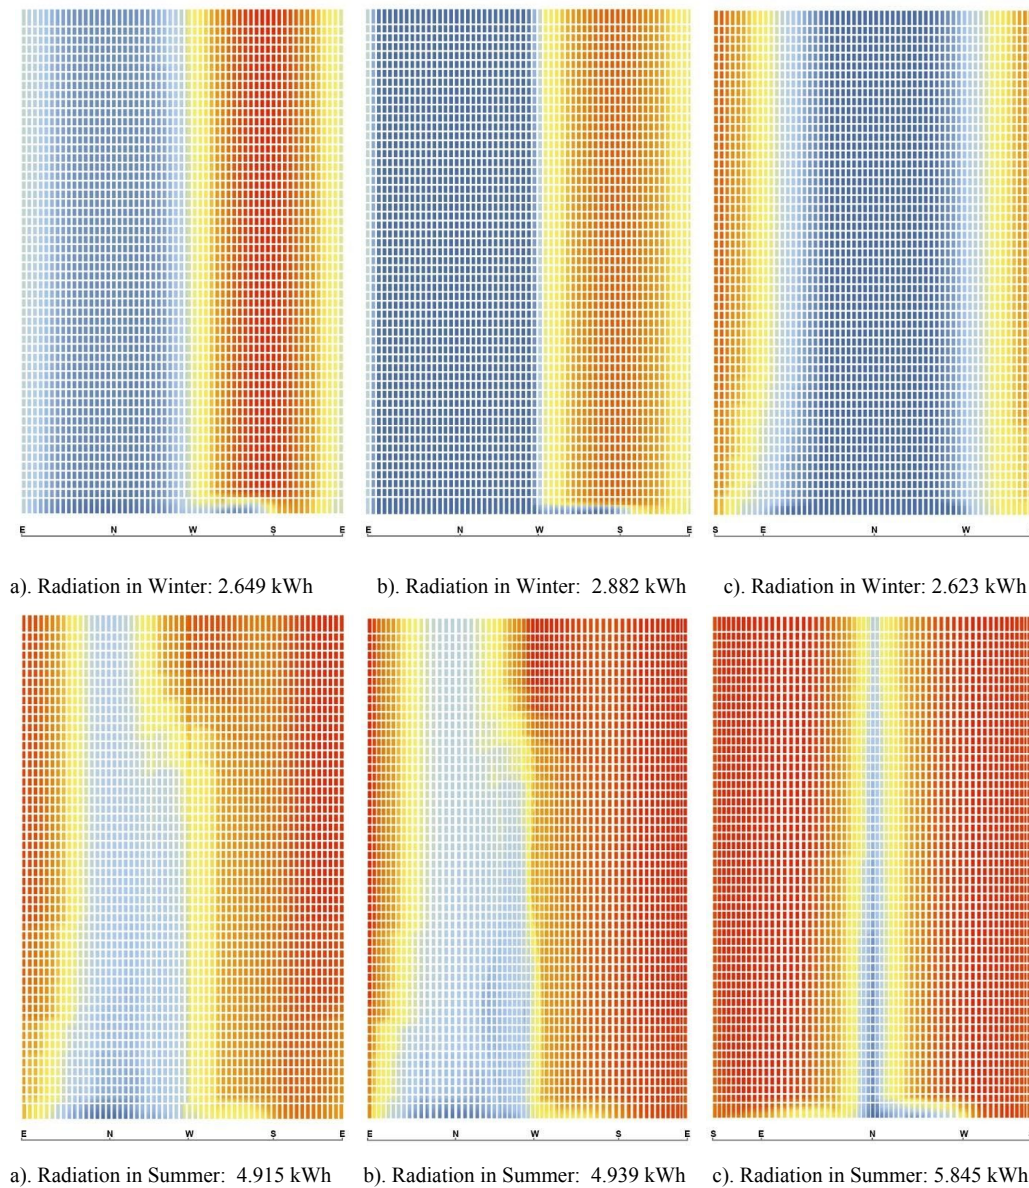 E N W S E E N W S E S E N W
a). Radiation in Winter: 2.649 kWh b). Radiation in Winter: 2.882 kWh c). Radiation in Winter: 2.623 kWh
E N W S E E N W S E S E N W
a). Radiation in Summer: 4.915 kWh b). Radiation in Summer: 4.939 kWh c). Radiation in Summer: 5.845 kWh